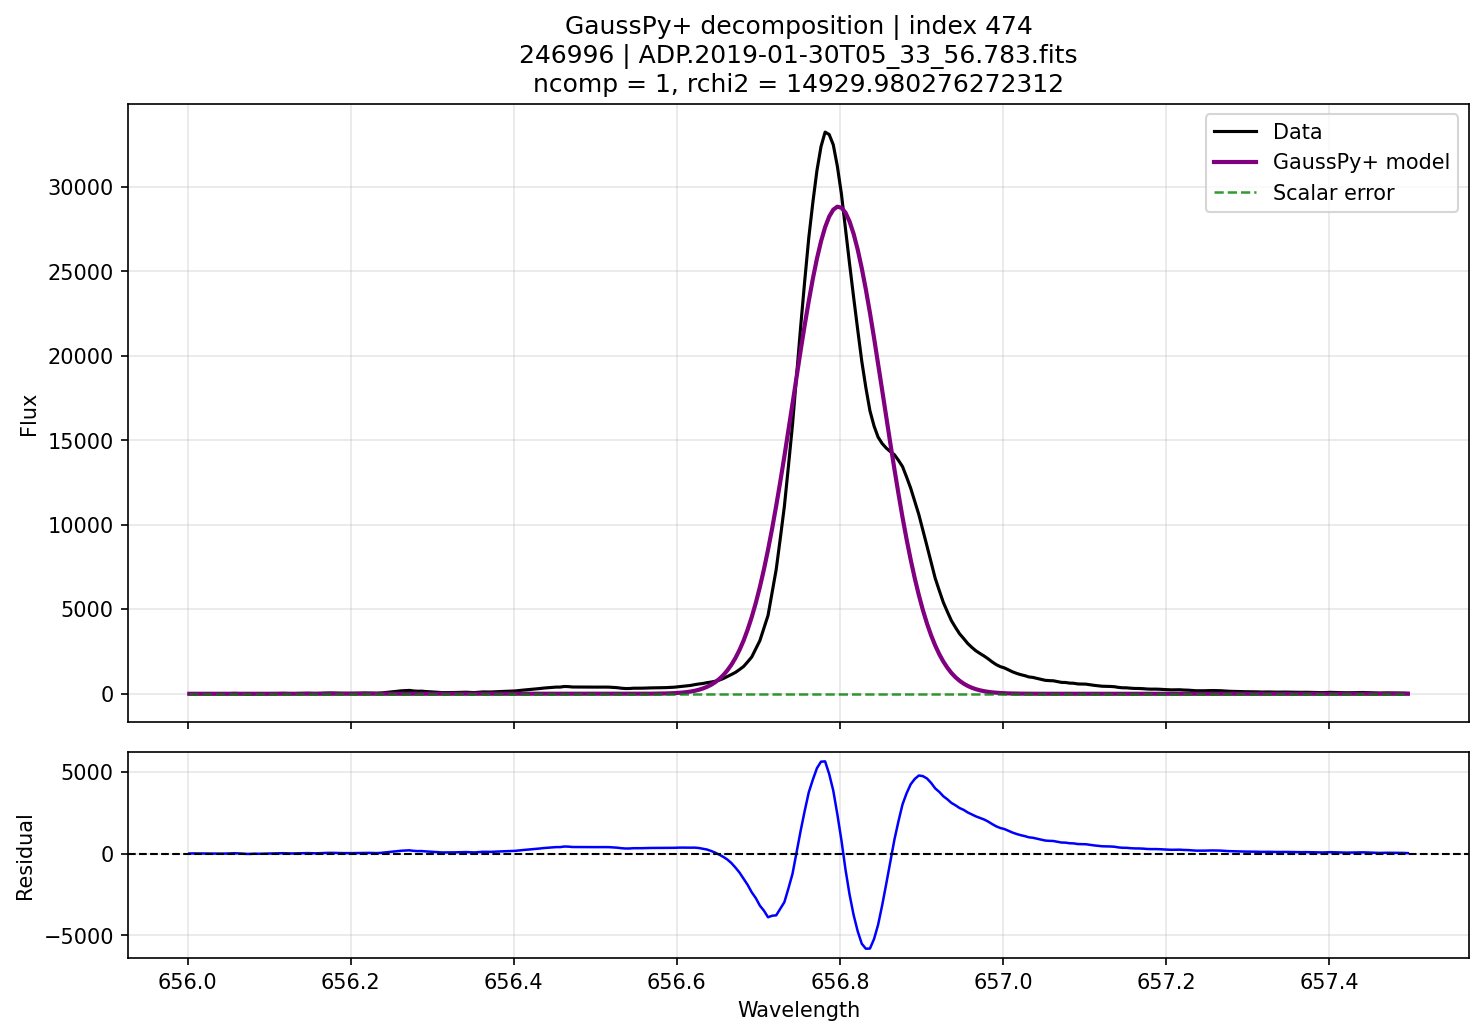 GaussPy+ decomposition | index 474
246996 | ADP.2019-01-30T05_33_56.783.fits
ncomp = 1, rchi2 = 14929.980276272312
Data
GaussPy+ model
Scalar error
30000
25000
20000
15000
10000
5000
0
Flux
5000
0
−5000
Residual
656.0 656.2 656.4 656.6 656.8 657.0 657.2 657.4
Wavelength